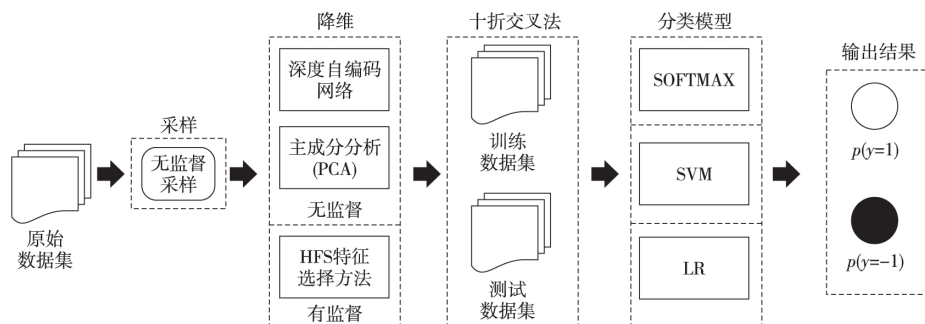 原始
数据集
采样
无监督
采样
降维
深度自编码
网络
主成分分析
(PCA)
无监督
HFS特征
选择方法
有监督
十折交叉法
训练
数据集
测试
数据集
分类模型
SOFTMAX
SVM
LR
输出结果
p(y=1)
p(y=-1)